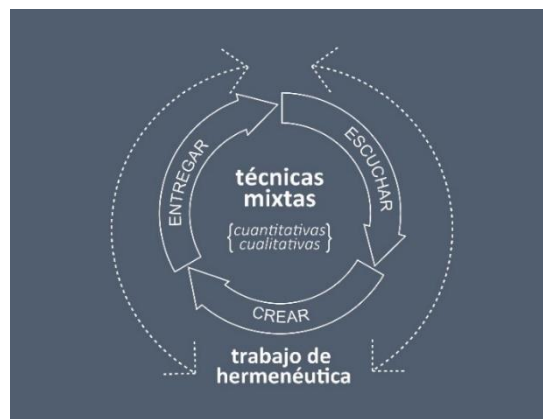 ENTREGAR
ESCUCHAR
técnicas
mixtas
{cuantitativas
cualitativas}
CREAR
trabajo de
hermenéutica